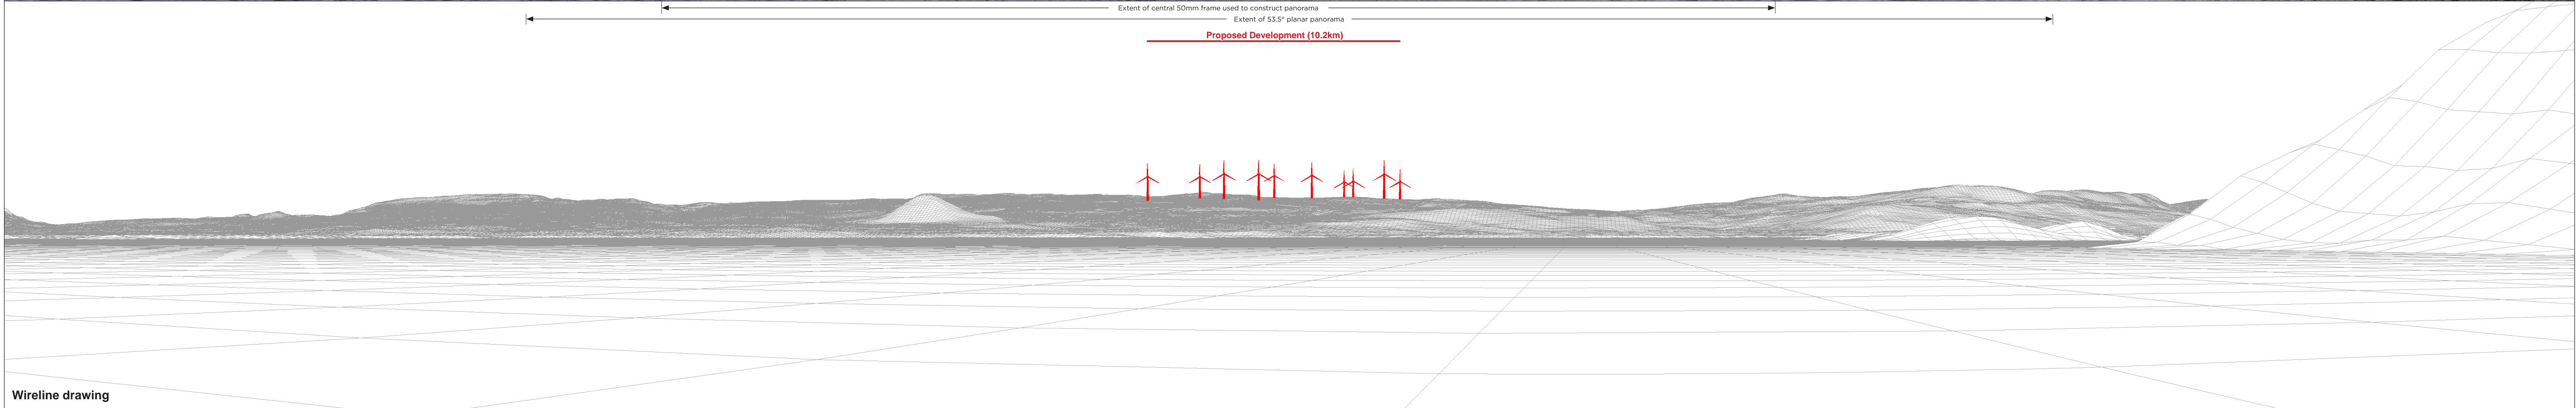 Extent of central 50mm frame used to construct panorama
Extent of 53.5° planar panorama
Proposed Development (10.2km)
Wireline drawing